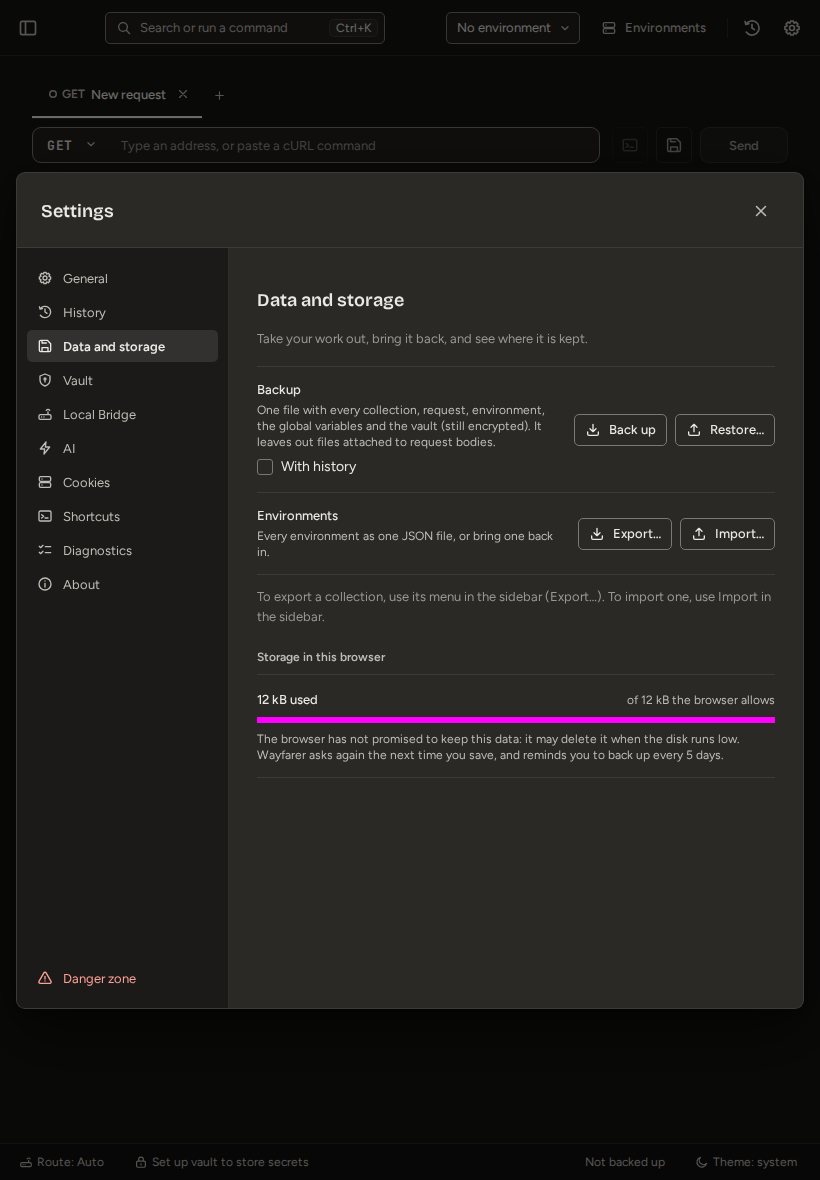 Search or run a command Ctrl+K No environment Environments
GET New request
GET Type an address, or paste a cURL command Send
Settings
General
History
Data and storage
Vault
Local Bridge
AI
Cookies
Shortcuts
Diagnostics
About
Danger zone
Data and storage
Take your work out, bring it back, and see where it is kept.
Backup
One file with every collection, request, environment,
the global variables and the vault (still encrypted). It
leaves out files attached to request bodies.
Back up Restore...
With history
Environments
Every environment as one JSON file, or bring one back
in.
Export... Import...
To export a collection, use its menu in the sidebar (Export...). To import one, use Import in
the sidebar.
Storage in this browser
12 kB used of 12 kB the browser allows
The browser has not promised to keep this data: it may delete it when the disk runs low.
Wayfarer asks again the next time you save, and reminds you to back up every 5 days.
Route: Auto Set up vault to store secrets Not backed up Theme: system